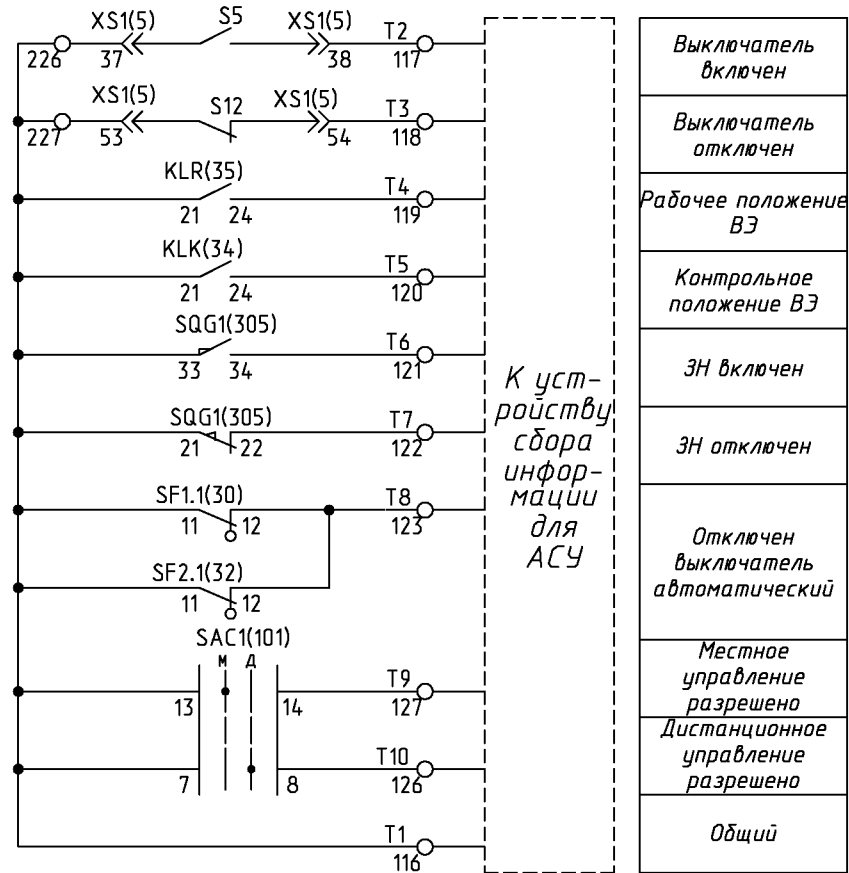 XS1(5) S5 XS1(5) T2
226 37 38 117
Выключатель
включен
XS1(5) S12 XS1(5) T3
227 53 54 118
Выключатель
отключен
KLR(35) T4
21 24 119
Рабочее положение
ВЭ
KLK(34) T5
21 24 120
Контрольное
положение ВЭ
SQG1(305) T6
33 34 121
ЗН включен
SQG1(305) T7
21 22 122
ЗН отключен
SF1.1(30) T8
11 12 123
SF2.1(32)
11 12
Отключен
выключатель
автоматический
SAC1(101)
М Д
T9
13 14 127
Местное
управление
разрешено
T10
7 8 126
Дистанционное
управление
разрешено
T1
116
Общий
К уст-
ройству
сбора
инфор-
мации
для
АСУ